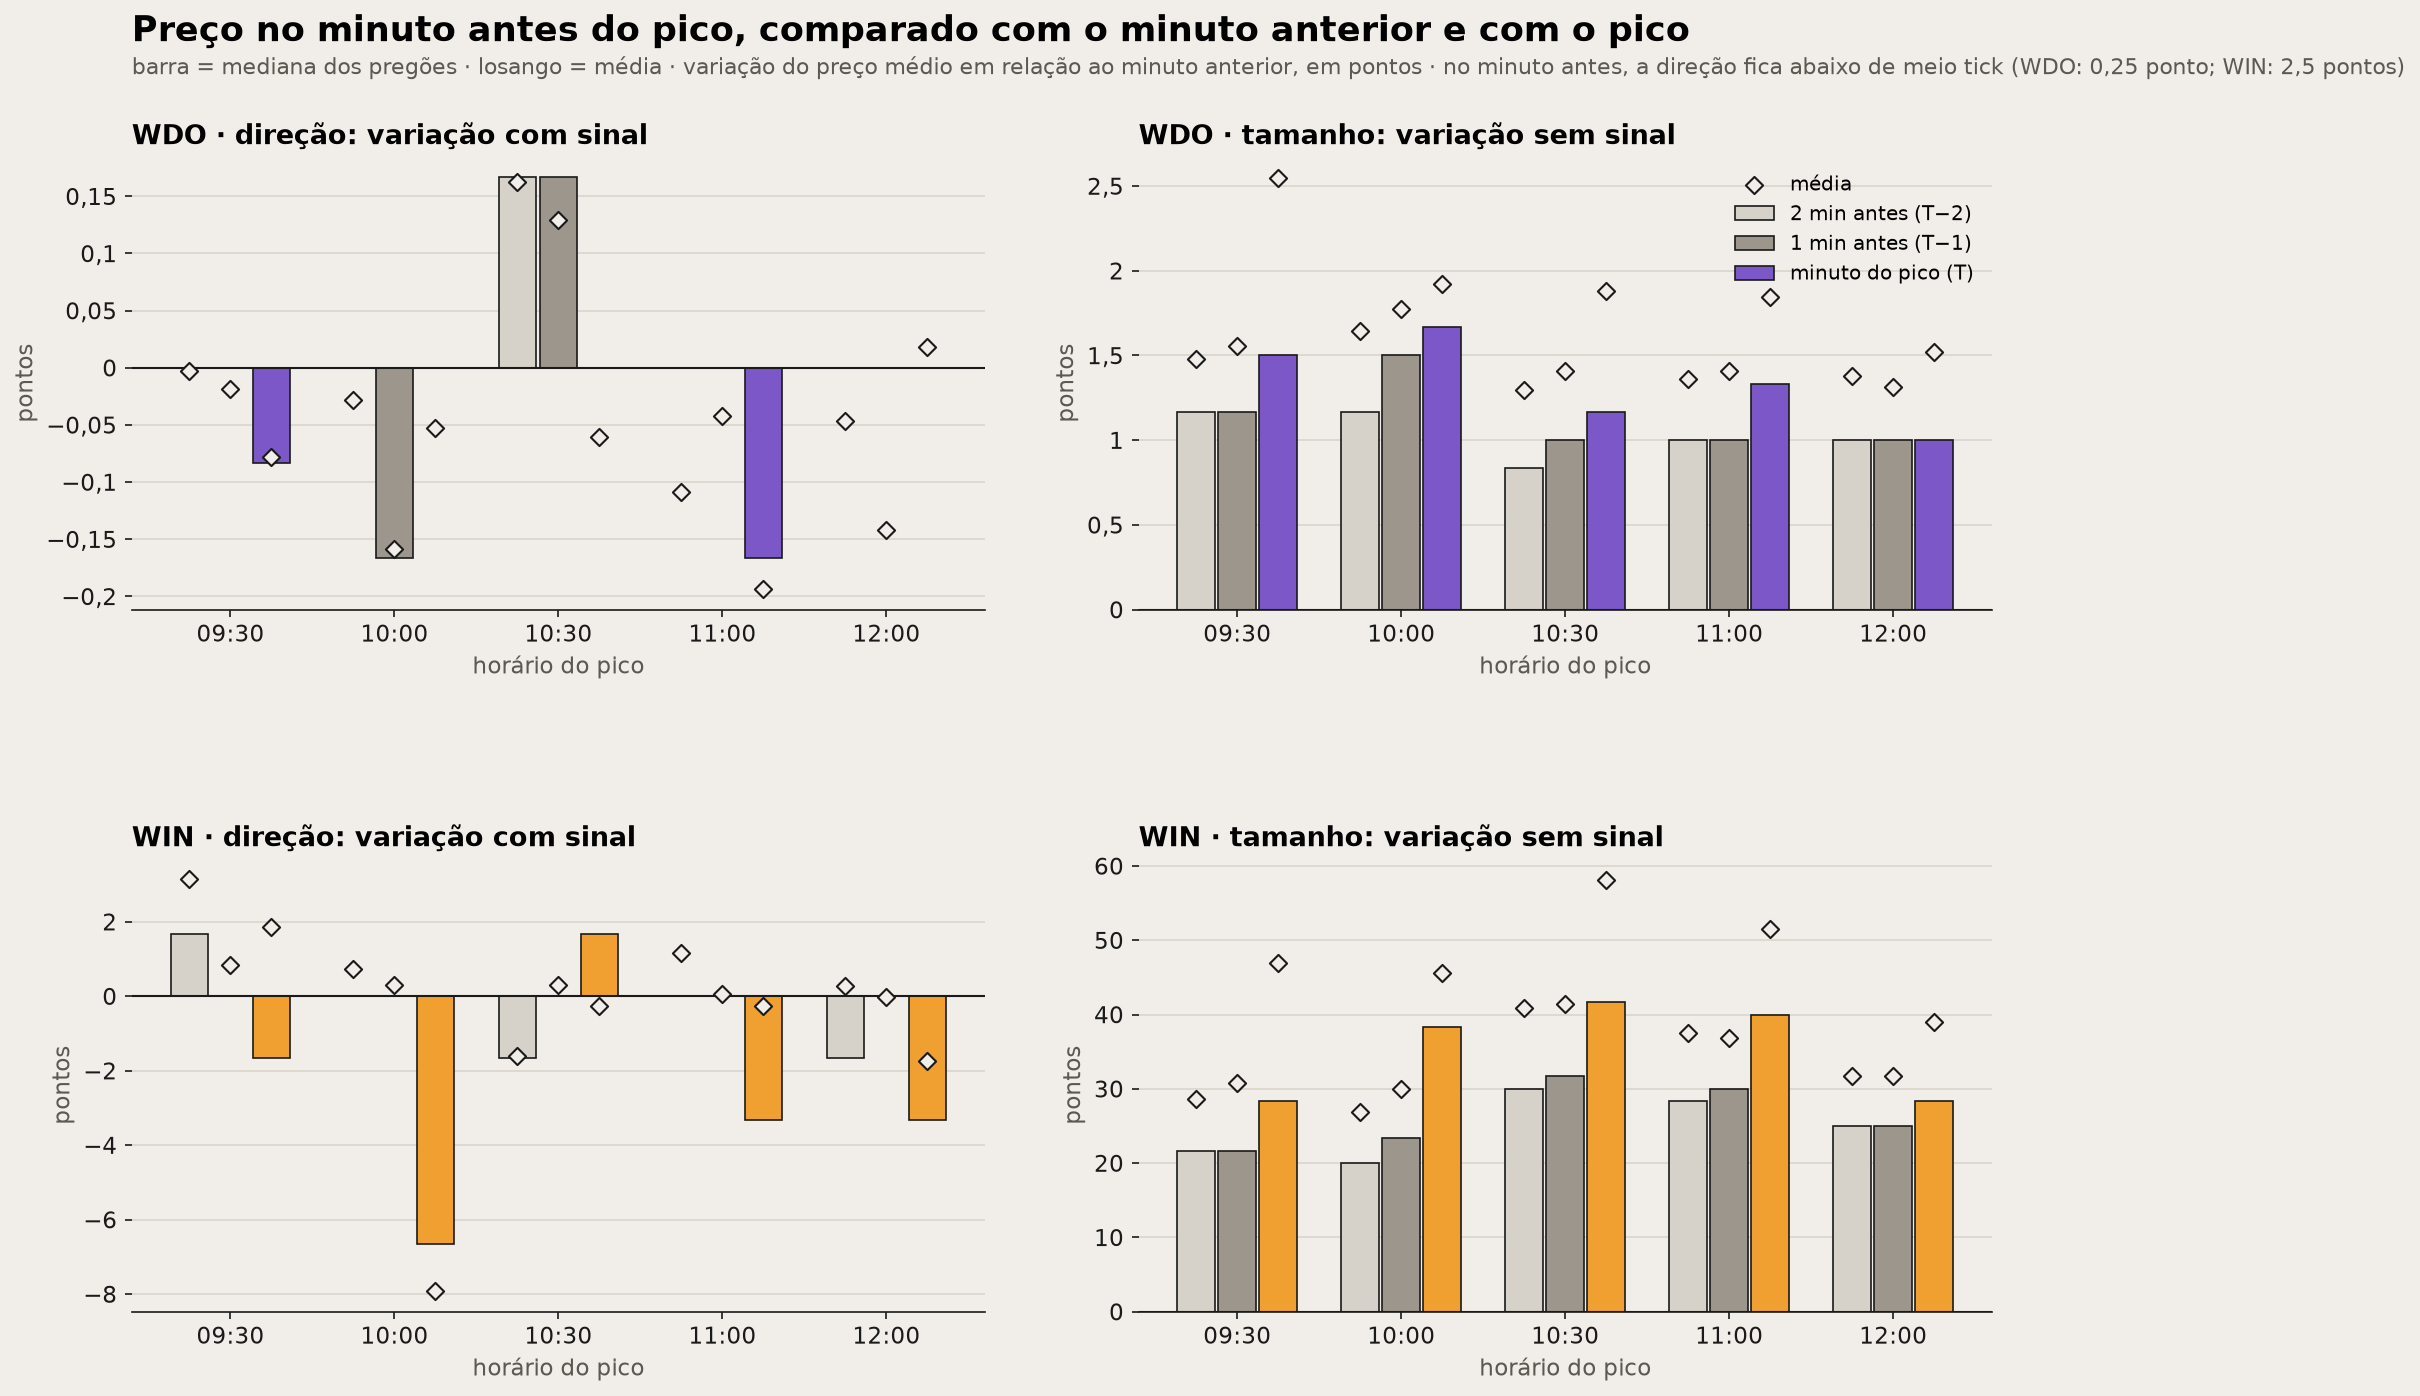 Preço no minuto antes do pico, comparado com o minuto anterior e com o pico
barra = mediana dos pregões · losango = média · variação do preço médio em relação ao minuto anterior, em pontos · no minuto antes, a direção fica abaixo de meio tick (WDO: 0,25 ponto; WIN: 2,5 pontos)
WDO · direção: variação com sinal
0,15
0,1
0,05
0
−0,05
−0,1
−0,15
−0,2
pontos
09:30 10:00 10:30 11:00 12:00
horário do pico
WDO · tamanho: variação sem sinal
2,5
2
1,5
1
0,5
0
pontos
média
2 min antes (T−2)
1 min antes (T−1)
minuto do pico (T)
09:30 10:00 10:30 11:00 12:00
horário do pico
WIN · direção: variação com sinal
2
0
−2
−4
−6
−8
pontos
09:30 10:00 10:30 11:00 12:00
horário do pico
WIN · tamanho: variação sem sinal
60
50
40
30
20
10
0
pontos
09:30 10:00 10:30 11:00 12:00
horário do pico